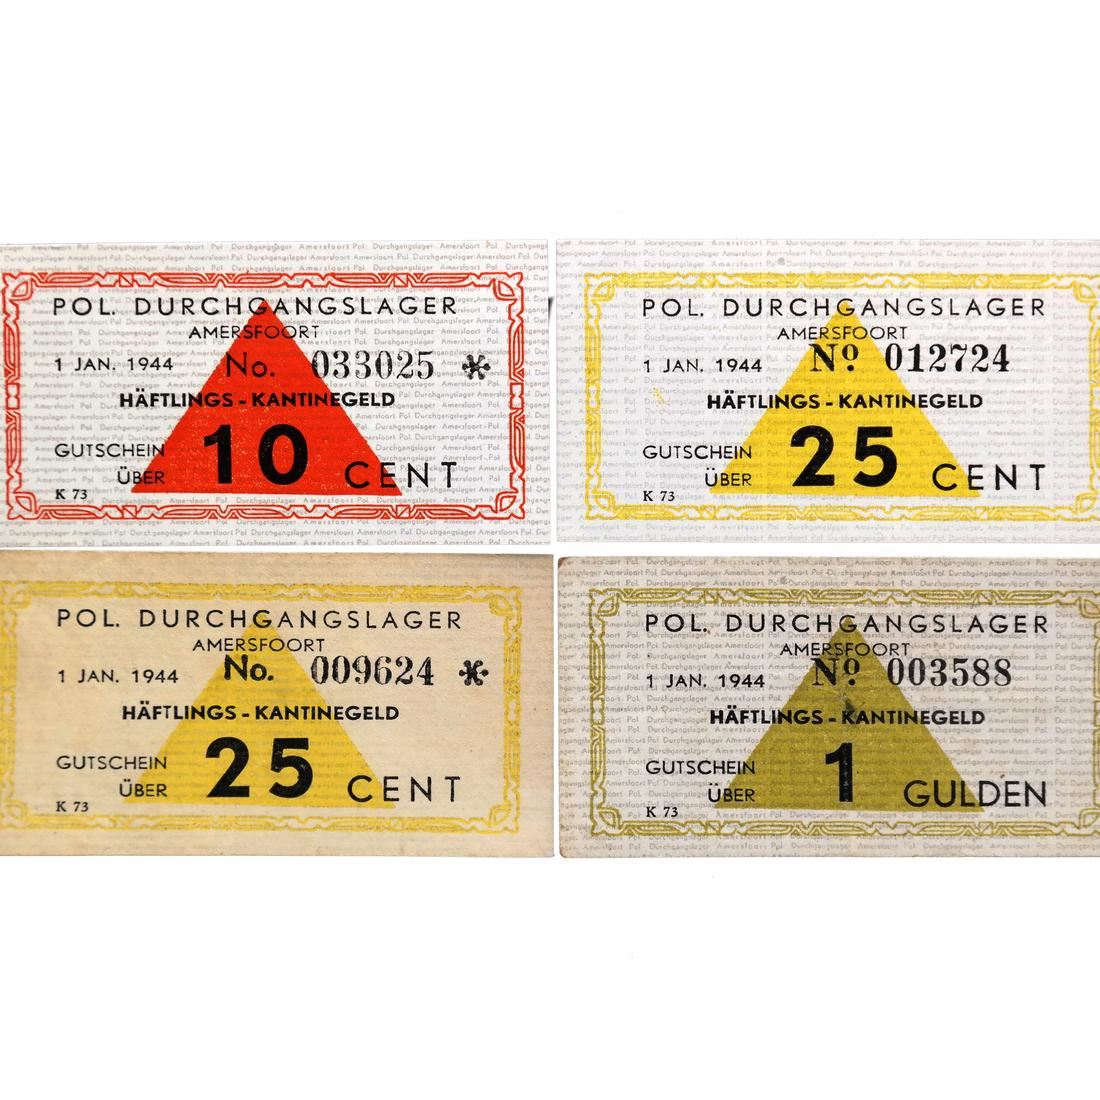 POL. DURCHGANGSLAGER
AMERSFOORT
1 JAN. 1944 No. 033025 *
HÄFTLINGS - KANTINEGELD
GUTSCHEIN
ÜBER 10 CENT
K 73
POL. DURCHGANGSLAGER
AMERSFOORT
1 JAN. 1944 Nº 012724
HÄFTLINGS - KANTINEGELD
GUTSCHEIN
ÜBER 25 CENT
K 73
POL. DURCHGANGSLAGER
AMERSFOORT
1 JAN. 1944 No. 009624 *
HÄFTLINGS - KANTINEGELD
GUTSCHEIN
ÜBER 25 CENT
K 73
POL. DURCHGANGSLAGER
AMERSFOORT
1 JAN. 1944 Nº 003588
HÄFTLINGS - KANTINEGELD
GUTSCHEIN
ÜBER 1 GULDEN
K 73